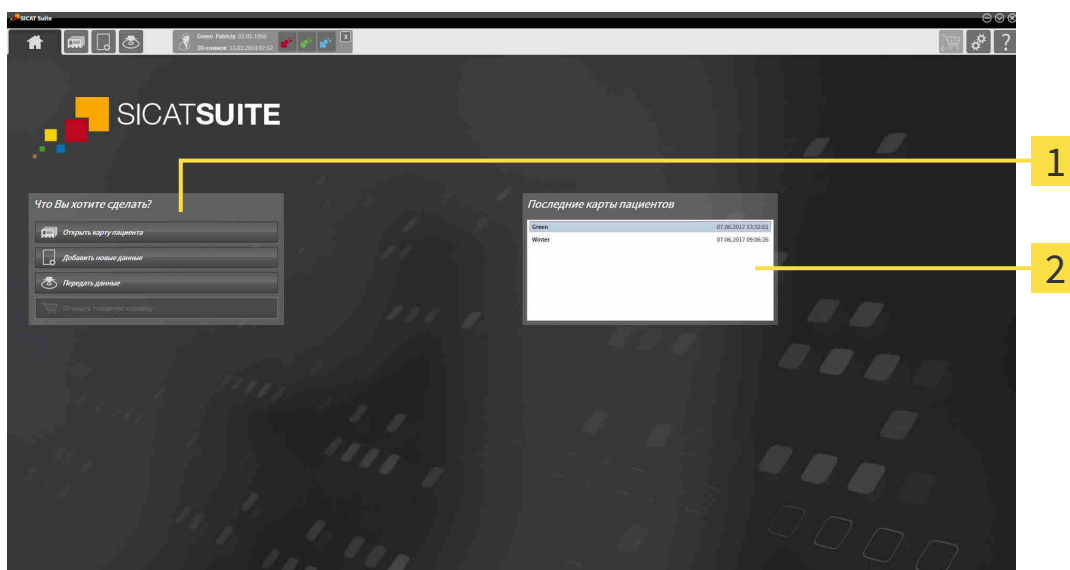 SICAT Suite
Green Patricia 02.05.1956
3D-снимок 13.02.2014 07:52
X
?
SICATSUITE
1
Что Вы хотите сделать?
Открыть карту пациента
Добавить новые данные
Передать данные
Открыть товарную корзину
Последние карты пациентов
Green 07.06.2017 13:32:01
Winter 07.06.2017 09:06:26
2